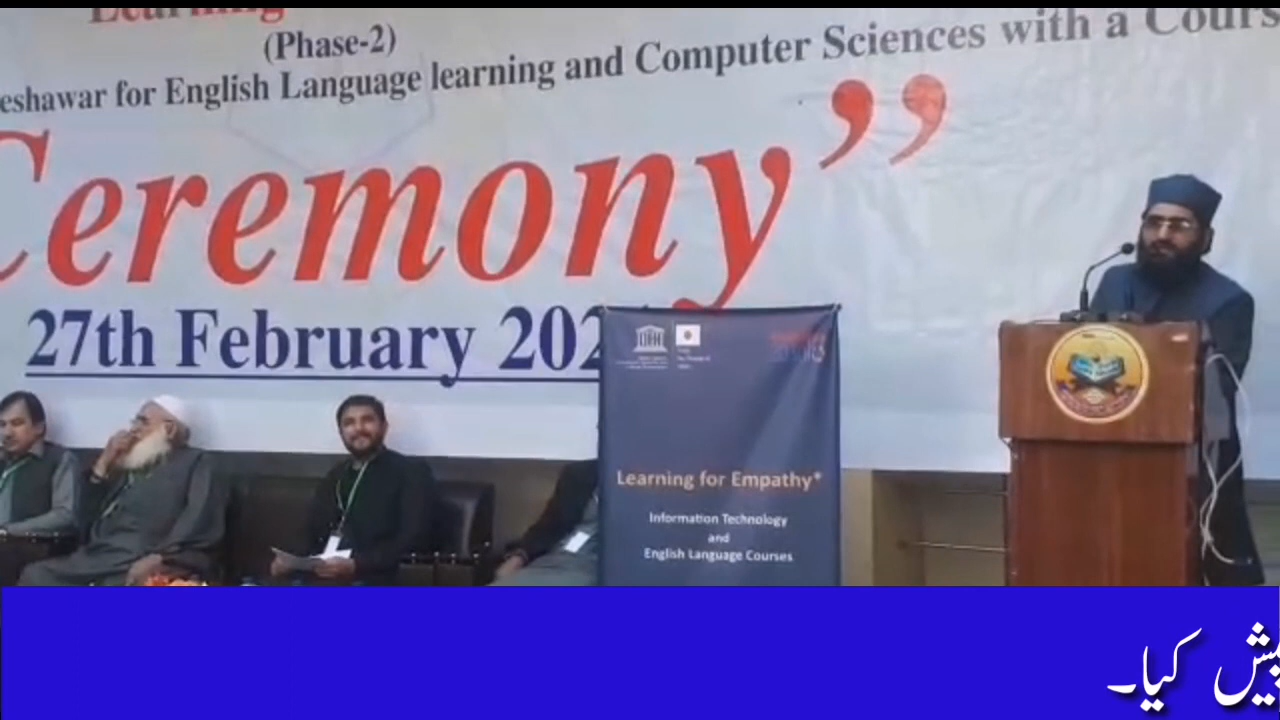 Learning
(Phase-2)
eshawar for English Language learning and Computer Sciences with a Cours
Ceremony”
27th February 202
Learning for Empathy*
Information Technology
and
English Language Courses
پیش کیا۔